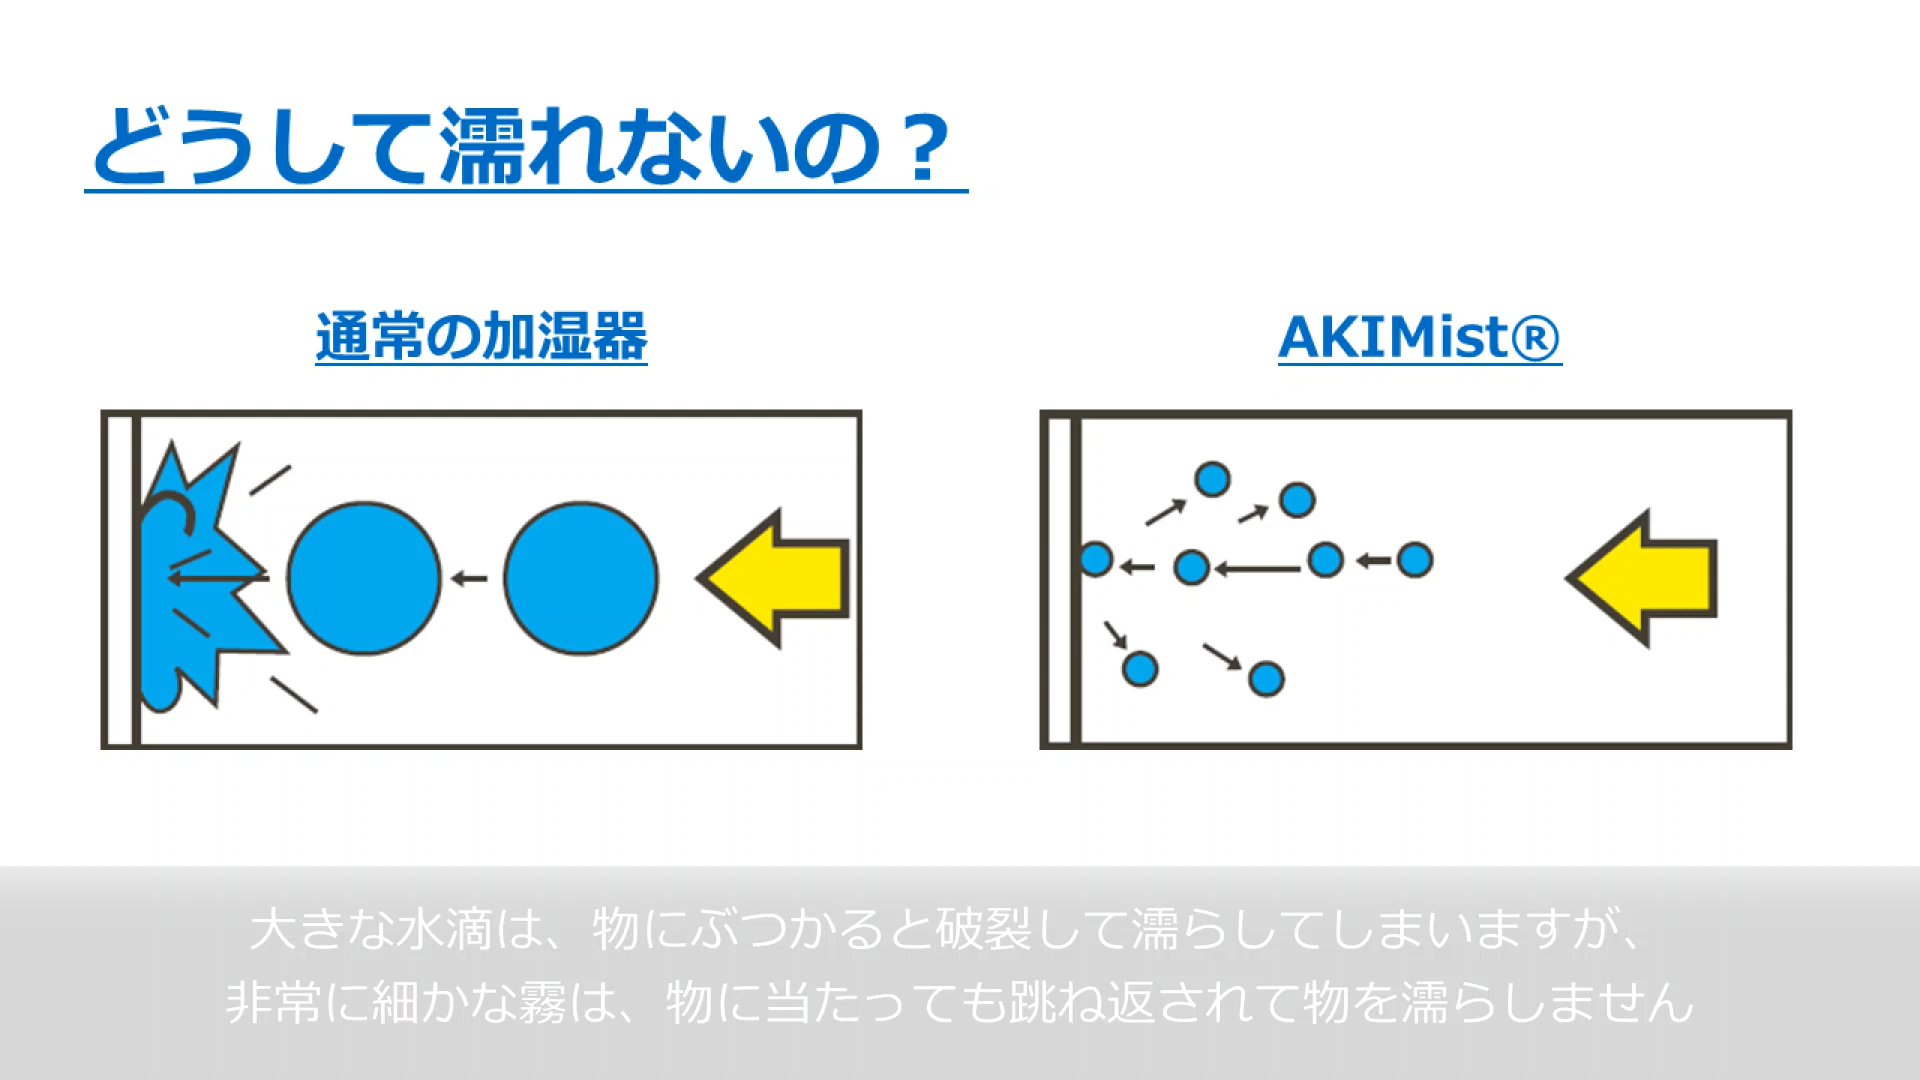 どうして濡れないの？
通常の加湿器
AKIMist®
大きな水滴は、物にぶつかると破裂して濡らしてしまいますが、
非常に細かな霧は、物に当たっても跳ね返されて物を濡らしません